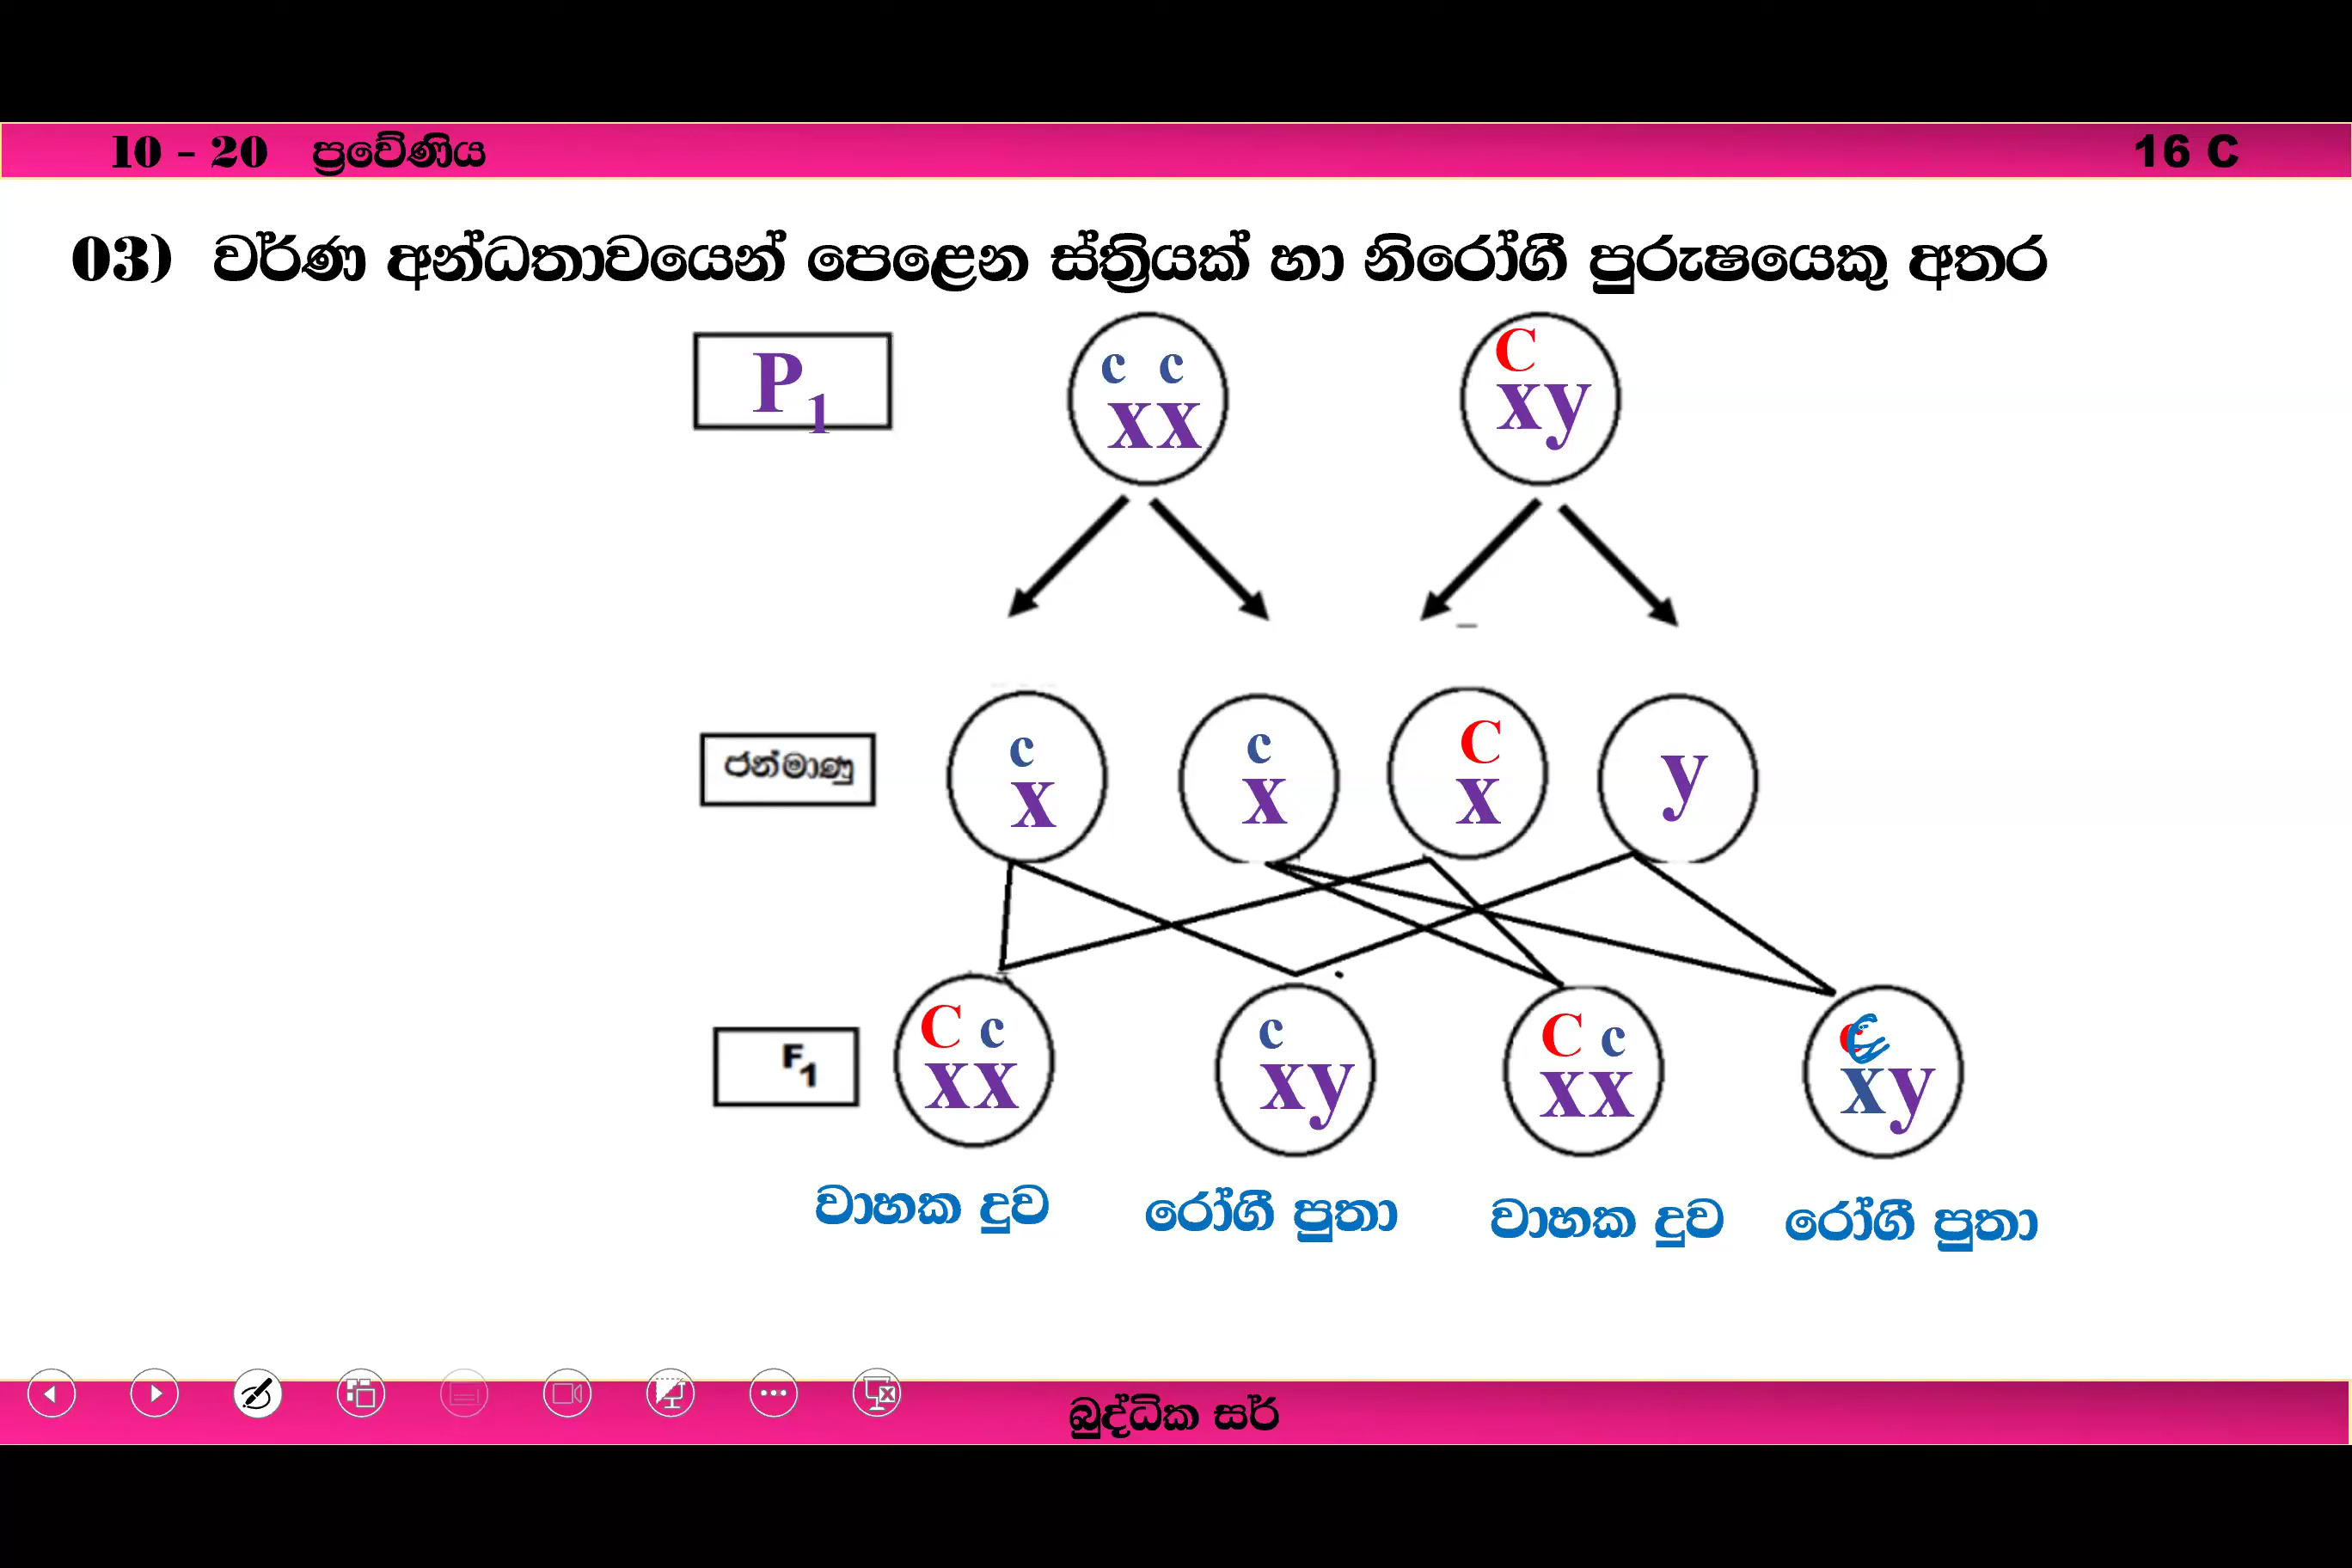 10 - 20 ප්‍රවේණිය 16 C
03) වර්ණ අන්ධතාවයෙන් පෙළෙන ස්ත්‍රියක් හා නිරෝගී පුරුෂයෙකු අතර
P1
c c
xx
C
xy
ජන්මාණු
c
x
c
x
C
x
y
F1
C c
xx
c
xy
C c
xx
xy
වාහක දුව රෝගී පුතා වාහක දුව රෝගී පුතා
බුද්ධික සර්